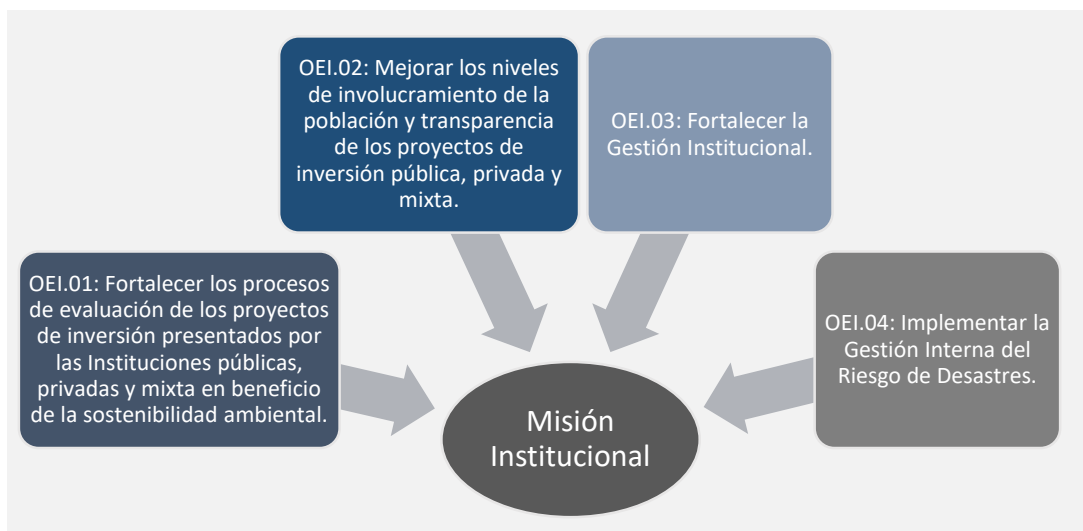 OEI.02: Mejorar los niveles
de involucramiento de la
población y transparencia
de los proyectos de
inversión pública, privada y
mixta.
OEI.03: Fortalecer la
Gestión Institucional.
OEI.01: Fortalecer los procesos
de evaluación de los proyectos
de inversión presentados por
las Instituciones públicas,
privadas y mixta en beneficio
de la sostenibilidad ambiental.
OEI.04: Implementar la
Gestión Interna del
Riesgo de Desastres.
Misión
Institucional